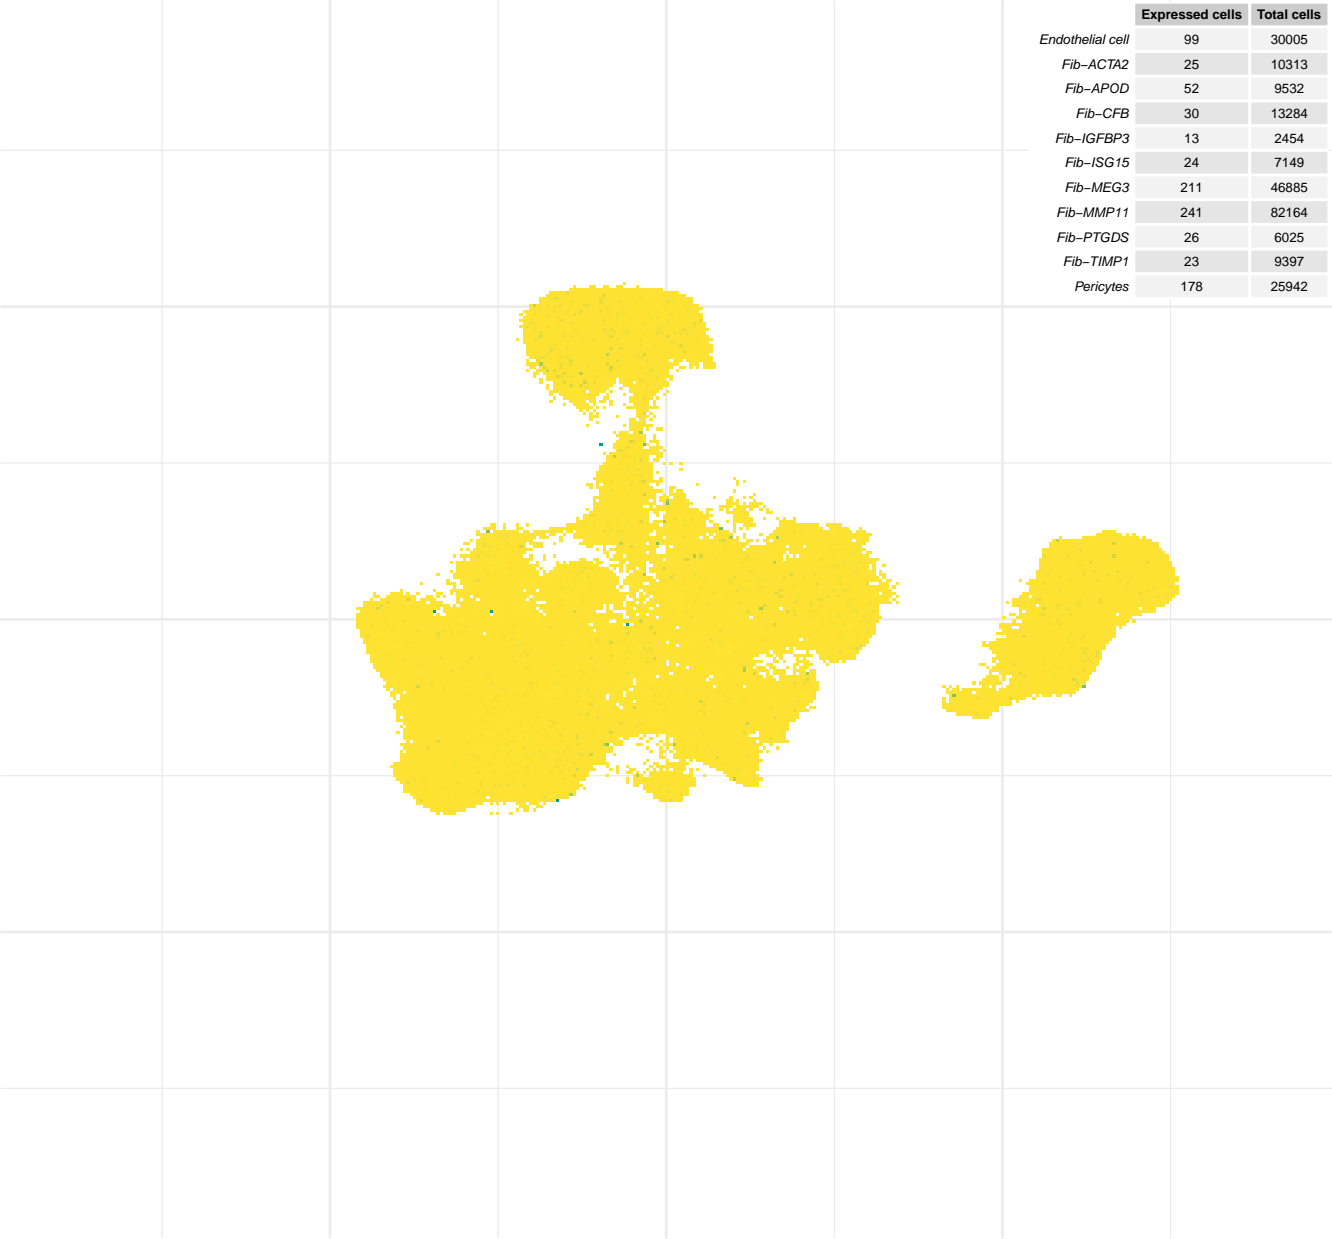 Expressed cells Total cells
Endothelial cell 99 30005
Fib−ACTA2 25 10313
Fib−APOD 52 9532
Fib−CFB 30 13284
Fib−IGFBP3 13 2454
Fib−ISG15 24 7149
Fib−MEG3 211 46885
Fib−MMP11 241 82164
Fib−PTGDS 26 6025
Fib−TIMP1 23 9397
Pericytes 178 25942